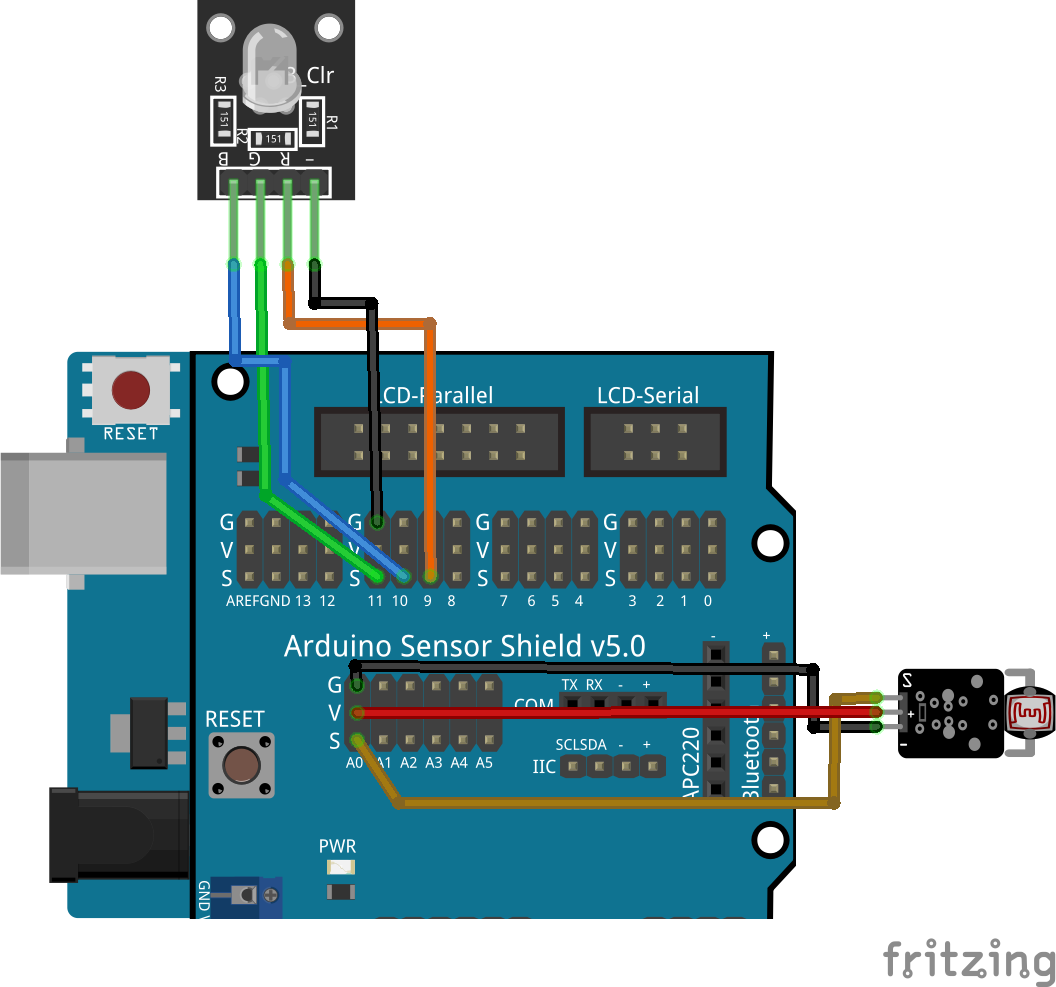 B_Clr
R3
R1
151
151
R2
151
B G R -
LCD-Parallel
LCD-Serial
RESET
G
G
G
G
V
V
V
V
S
S
S
S
AREF GND 13 12
11 10 9 8
7 6 5 4
3 2 1 0
Arduino Sensor Shield v5.0
- +
G
V
S
A0 A1 A2 A3 A4 A5
COM
TX RX - +
IIC
SCL SDA - +
APC220
Bluetooth
S
+
-
RESET
PWR
GND
fritzing